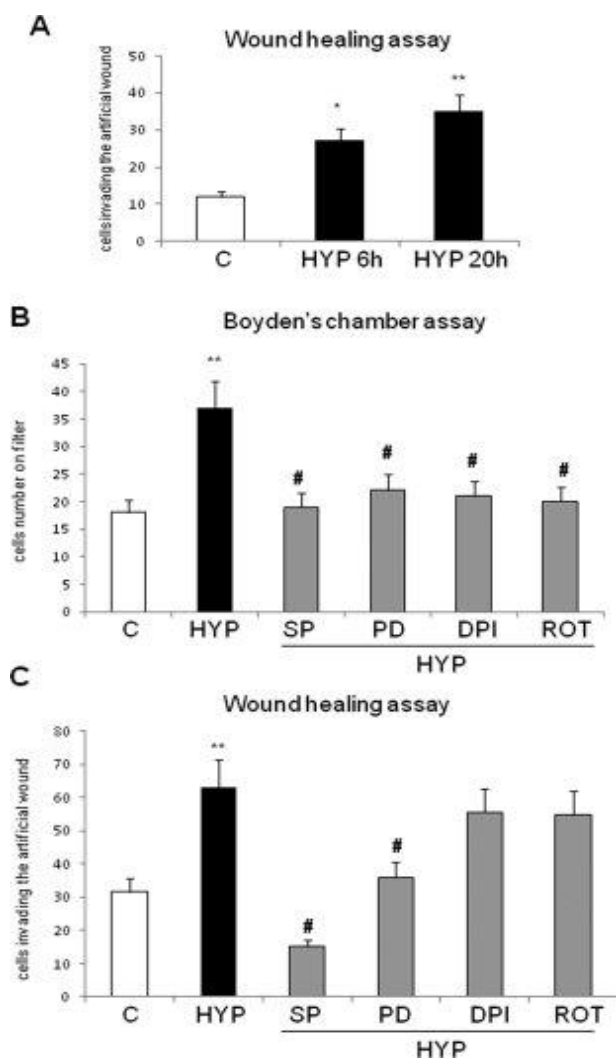 A
Wound healing assay
cells invading the artificial wound
50
40
30
20
10
0
*
**
C HYP 6h HYP 20h
B
Boyden's chamber assay
cells number on filter
45
40
35
30
25
20
15
10
5
0
**
# # # #
C HYP SP PD DPI ROT
HYP
C
Wound healing assay
cells invading the artificial wound
80
70
60
50
40
30
20
10
0
**
#
#
C HYP SP PD DPI ROT
HYP